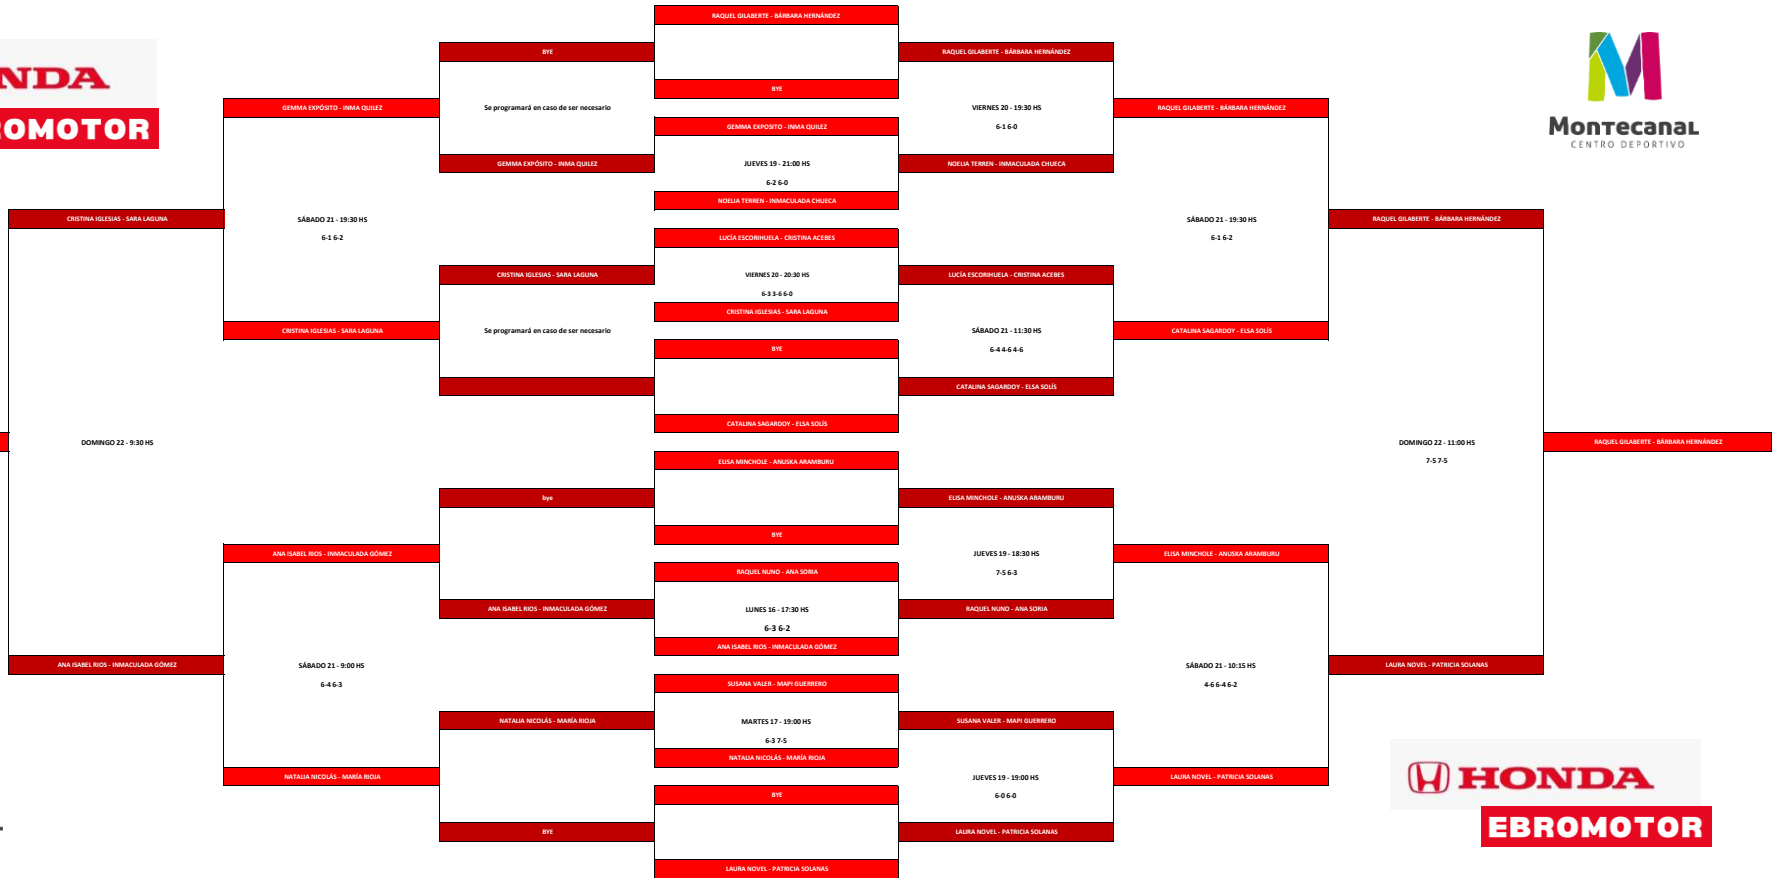 RAQUEL GILABERTE - BÁRBARA HERNÁNDEZ
BYE
RAQUEL GILABERTE - BÁRBARA HERNÁNDEZ
NDA
OMOTOR
MonTecanaL
CENTRO DEPORTIVO
BYE
GEMMA EXPÓSITO - INMA QUILEZ
Se programará en caso de ser necesario
VIERNES 20 - 19:30 HS
RAQUEL GILABERTE - BÁRBARA HERNÁNDEZ
6-1 6-0
GEMMA EXPOSITO - INMA QUILEZ
GEMMA EXPÓSITO - INMA QUILEZ
JUEVES 19 - 21:00 HS
NOELIA TERREN - INMACULADA CHUECA
6-2 6-0
NOELIA TERREN - INMACULADA CHUECA
CRISTINA IGLESIAS - SARA LAGUNA
SÁBADO 21 - 19:30 HS
SÁBADO 21 - 19:30 HS
RAQUEL GILABERTE - BÁRBARA HERNÁNDEZ
6-1 6-2
LUCÍA ESCORIHUELA - CRISTINA ACEBES
6-1 6-2
CRISTINA IGLESIAS - SARA LAGUNA
VIERNES 20 - 20:30 HS
LUCÍA ESCORIHUELA - CRISTINA ACEBES
6-3 3-6 6-0
CRISTINA IGLESIAS - SARA LAGUNA
CRISTINA IGLESIAS - SARA LAGUNA
Se programará en caso de ser necesario
SÁBADO 21 - 11:30 HS
CATALINA SAGARDOY - ELSA SOLÍS
BYE
6-4 4-6 4-6
CATALINA SAGARDOY - ELSA SOLÍS
CATALINA SAGARDOY - ELSA SOLÍS
DOMINGO 22 - 9:30 HS
DOMINGO 22 - 11:00 HS
RAQUEL GILABERTE - BÁRBARA HERNÁNDEZ
ELISA MINCHOLE - ANUSKA ARAMBURU
7-5 7-5
bye
ELISA MINCHOLE - ANUSKA ARAMBURU
BYE
ANA ISABEL RIOS - INMACULADA GÓMEZ
JUEVES 19 - 18:30 HS
ELISA MINCHOLE - ANUSKA ARAMBURU
RAQUEL NUNO - ANA SORIA
7-5 6-3
ANA ISABEL RIOS - INMACULADA GÓMEZ
LUNES 16 - 17:30 HS
RAQUEL NUNO - ANA SORIA
6-3 6-2
ANA ISABEL RIOS - INMACULADA GÓMEZ
ANA ISABEL RIOS - INMACULADA GÓMEZ
SÁBADO 21 - 9:00 HS
SÁBADO 21 - 10:15 HS
LAURA NOVEL - PATRICIA SOLANAS
6-4 6-3
SUSANA VALER - MAPI GUERRERO
4-6 6-4 6-2
NATALIA NICOLÁS - MARÍA RIOJA
MARTES 17 - 19:00 HS
SUSANA VALER - MAPI GUERRERO
6-3 7-5
NATALIA NICOLÁS - MARÍA RIOJA
NATALIA NICOLÁS - MARÍA RIOJA
JUEVES 19 - 19:00 HS
LAURA NOVEL - PATRICIA SOLANAS
BYE
6-0 6-0
HONDA
EBROMOTOR
BYE
LAURA NOVEL - PATRICIA SOLANAS
LAURA NOVEL - PATRICIA SOLANAS